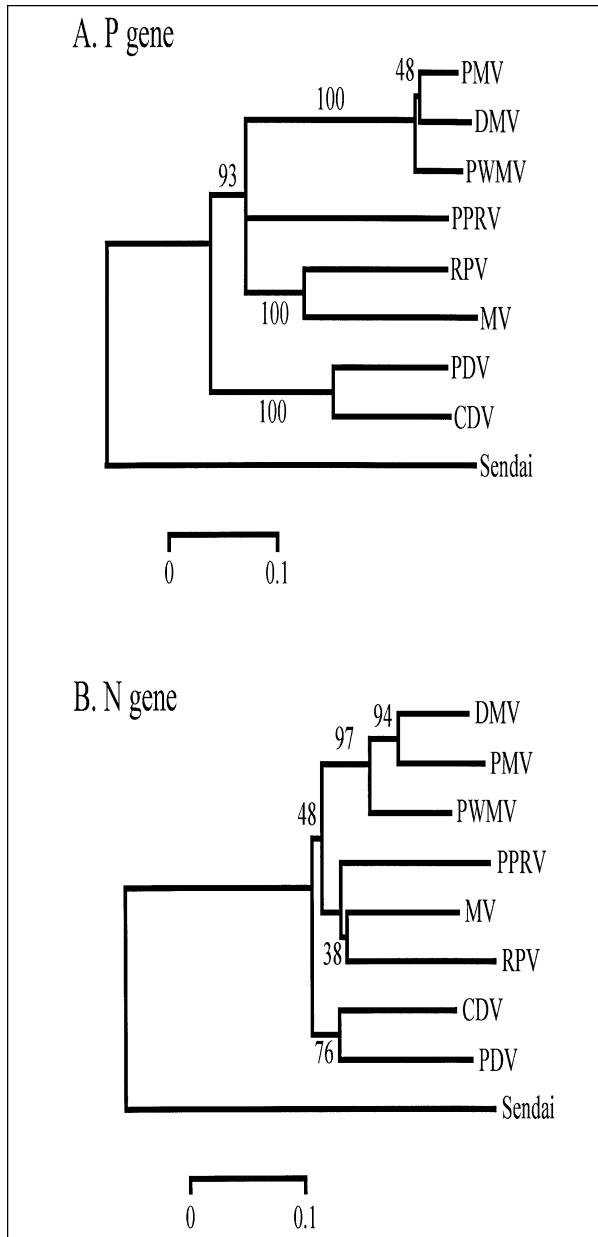 A. P gene
48
PMV
100
DMV
PWMV
93
PPRV
RPV
100
MV
PDV
100
CDV
Sendai
0 0.1
B. N gene
DMV
94
97
PMV
48
PWMV
PPRV
MV
38
RPV
CDV
76
PDV
Sendai
0 0.1